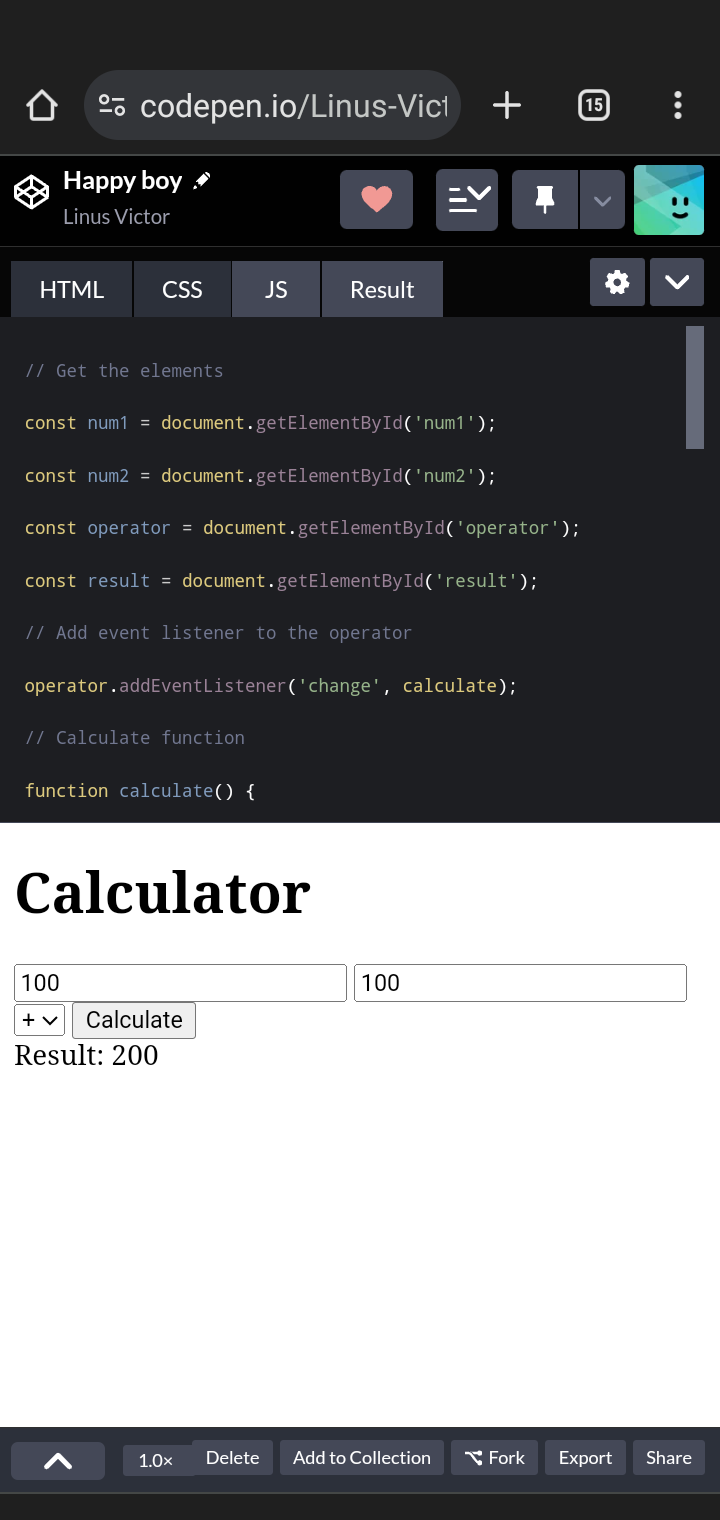 codepen.io/Linus-Vict
15
Happy boy
Linus Victor
HTML CSS JS Result
// Get the elements
const num1 = document.getElementById('num1');
const num2 = document.getElementById('num2');
const operator = document.getElementById('operator');
const result = document.getElementById('result');
// Add event listener to the operator
operator.addEventListener('change', calculate);
// Calculate function
function calculate() {
Calculator
100 100
+ Calculate
Result: 200
1.0× Delete Add to Collection Fork Export Share